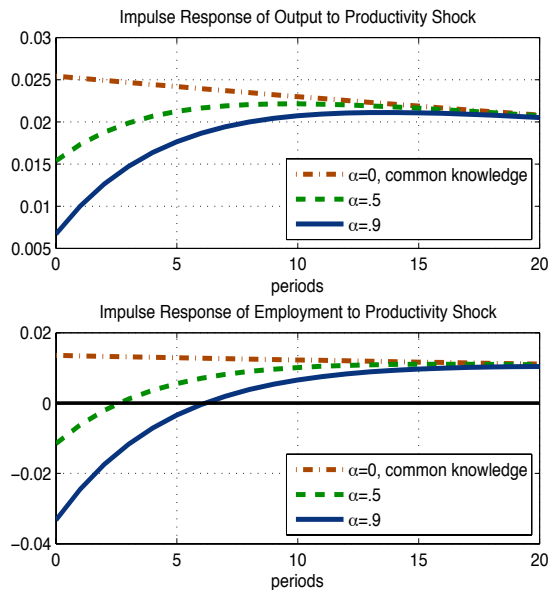 Impulse Response of Output to Productivity Shock
0.03
0.025
0.02
0.015
0.01
0.005
α=0, common knowledge
α=.5
α=.9
0
5
10
15
20
periods
Impulse Response of Employment to Productivity Shock
0.02
0
−0.02
−0.04
α=0, common knowledge
α=.5
α=.9
0
5
10
15
20
periods